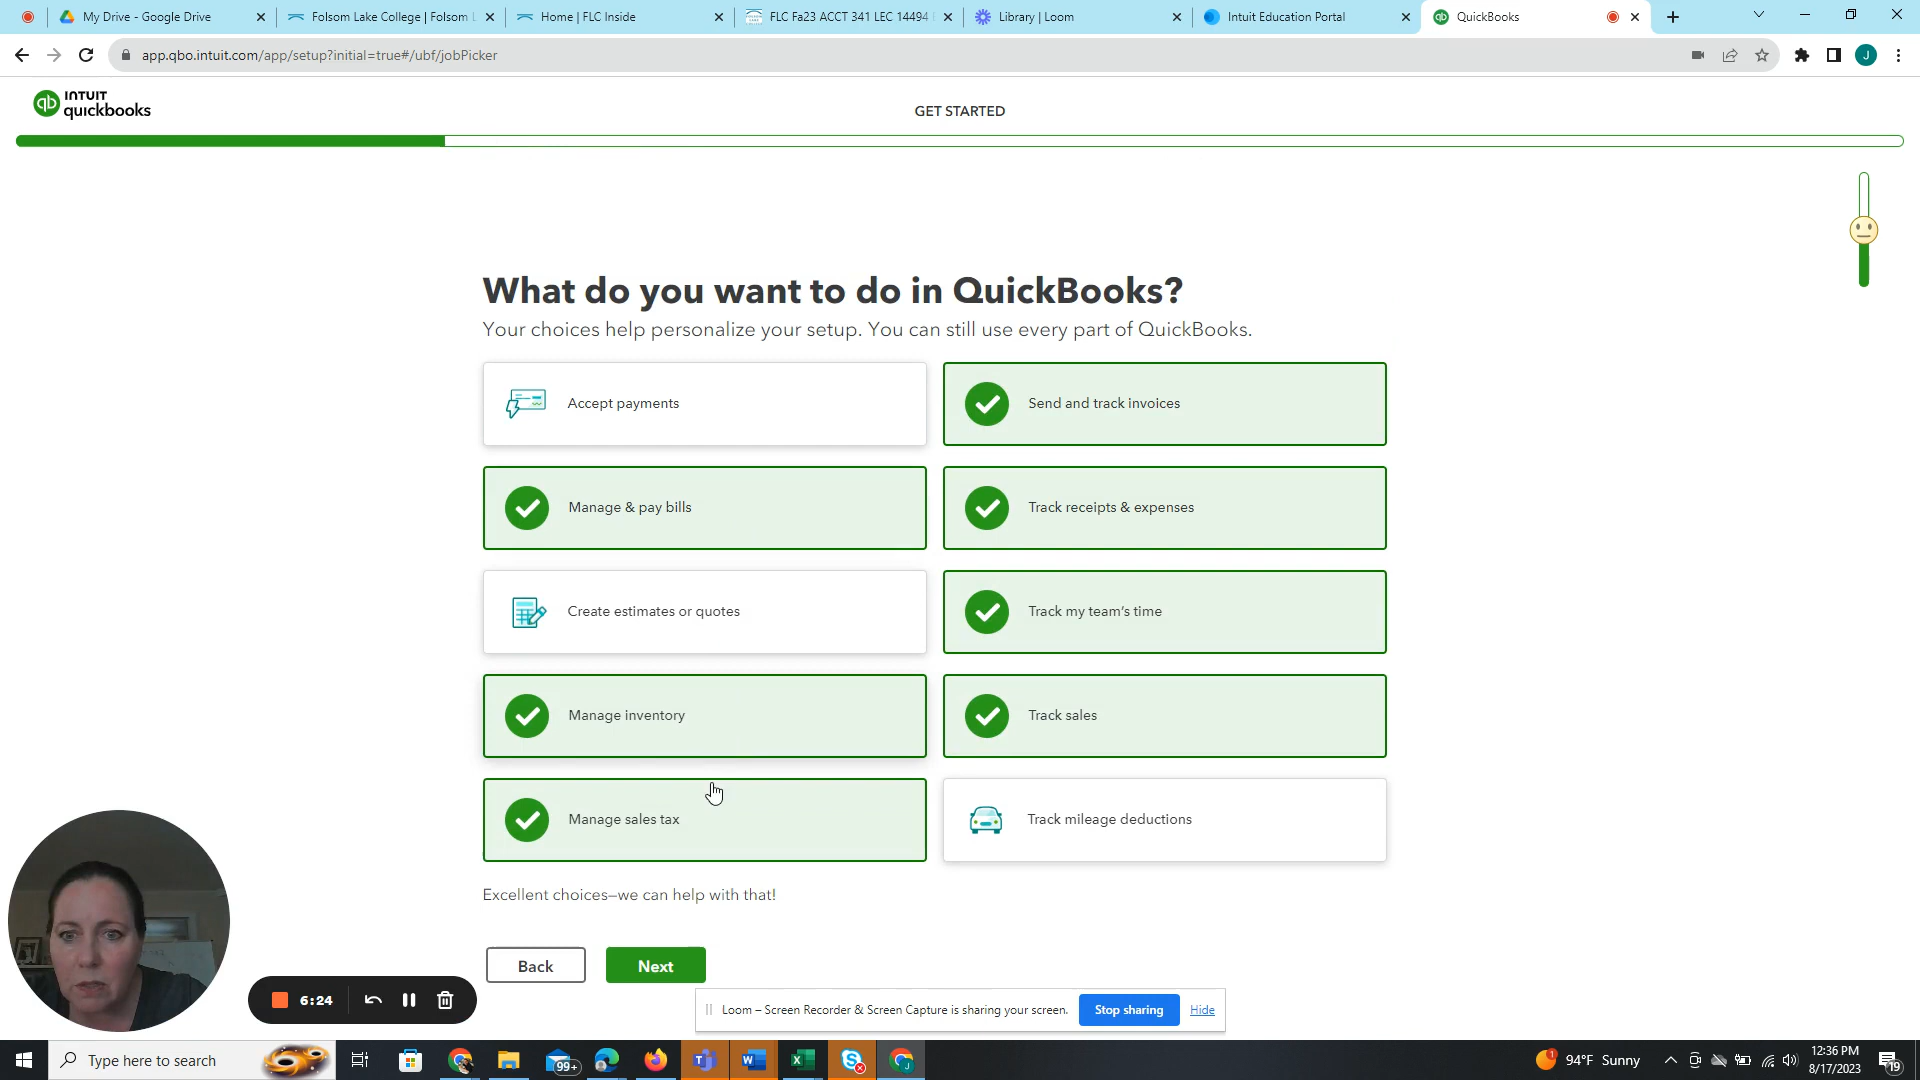 My Drive - Google Drive
Folsom Lake College | Folsom L
Home | FLC Inside
FLC Fa23 ACCT 341 LEC 14494
Library | Loom
Intuit Education Portal
QuickBooks
app.qbo.intuit.com/app/setup?initial=true#/ubf/jobPicker
J
qb INTUIT quickbooks
GET STARTED
What do you want to do in QuickBooks?
Your choices help personalize your setup. You can still use every part of QuickBooks.
Accept payments
Send and track invoices
Manage & pay bills
Track receipts & expenses
Create estimates or quotes
Track my team's time
Manage inventory
Track sales
Manage sales tax
Track mileage deductions
Excellent choices—we can help with that!
Back
Next
6:24
Loom – Screen Recorder & Screen Capture is sharing your screen.
Stop sharing
Hide
Type here to search
99+
94°F Sunny
12:36 PM
8/17/2023
19